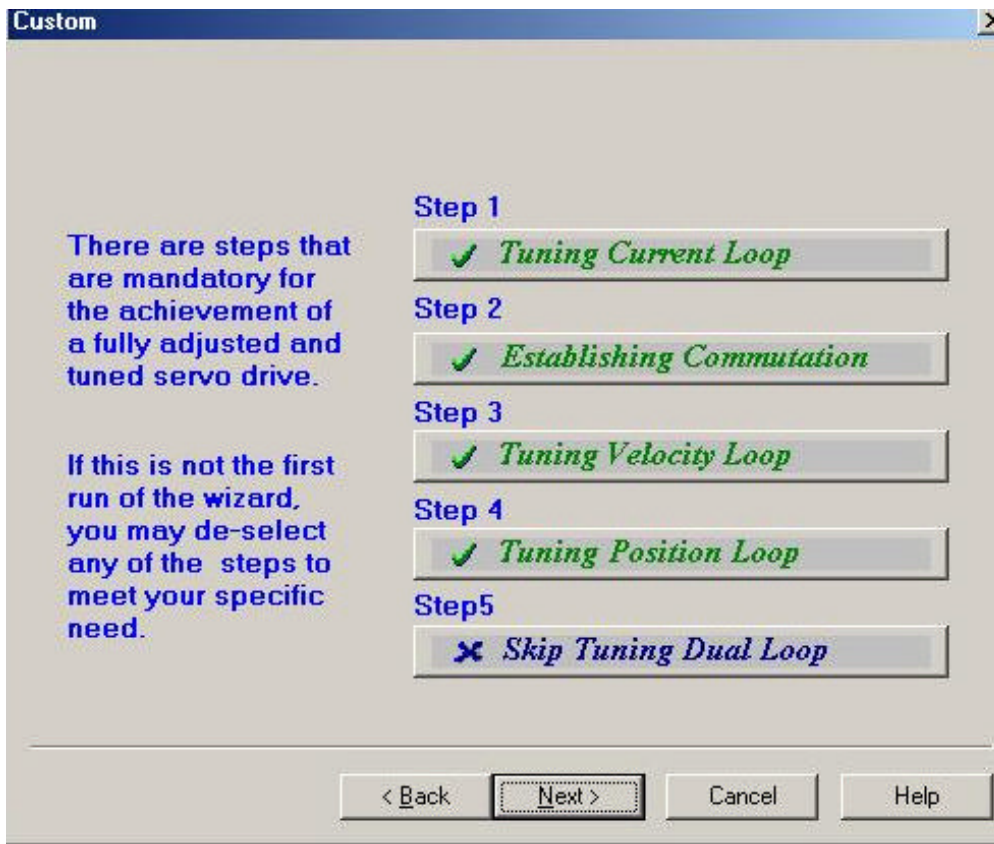 Custom
There are steps that
are mandatory for
the achievement of
a fully adjusted and
tuned servo drive.
If this is not the first
run of the wizard,
you may de-select
any of the steps to
meet your specific
need.
Step 1
Tuning Current Loop
Step 2
Establishing Commutation
Step 3
Tuning Velocity Loop
Step 4
Tuning Position Loop
Step5
Skip Tuning Dual Loop
< Back
Next >
Cancel
Help